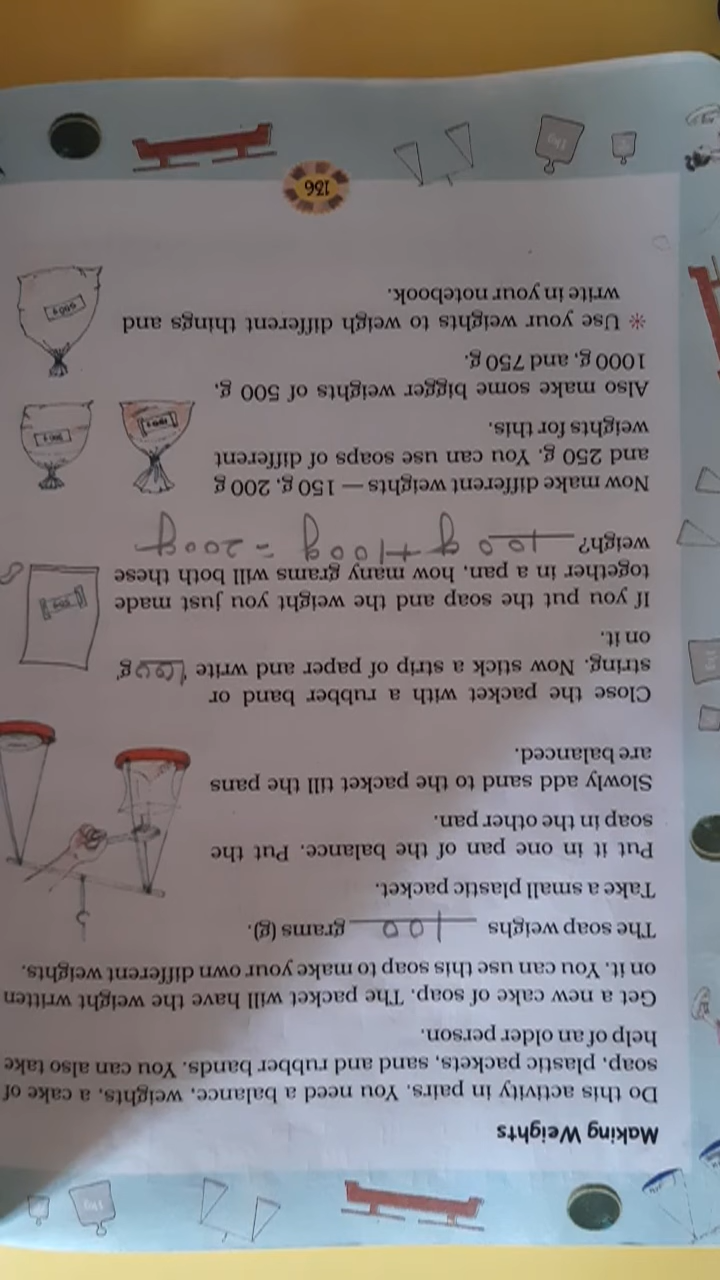 Making Weights
Do this activity in pairs. You need a balance, weights, a cake of
soap, plastic packets, sand and rubber bands. You can also take
help of an older person.
Get a new cake of soap. The packet will have the weight written
on it. You can use this soap to make your own different weights.
The soap weighs 100 grams (g).
Take a small plastic packet.
Put it in one pan of the balance. Put the
soap in the other pan.
Slowly add sand to the packet till the pans
are balanced.
Close the packet with a rubber band or
string. Now stick a strip of paper and write '100g'
on it.
If you put the soap and the weight you just made
together in a pan, how many grams will both these
weigh? 100 g + 100g = 200g
Now make different weights — 150 g, 200 g
and 250 g. You can use soaps of different
weights for this.
Also make some bigger weights of 500 g,
1000 g, and 750 g.
* Use your weights to weigh different things and
write in your notebook.
136
1kg